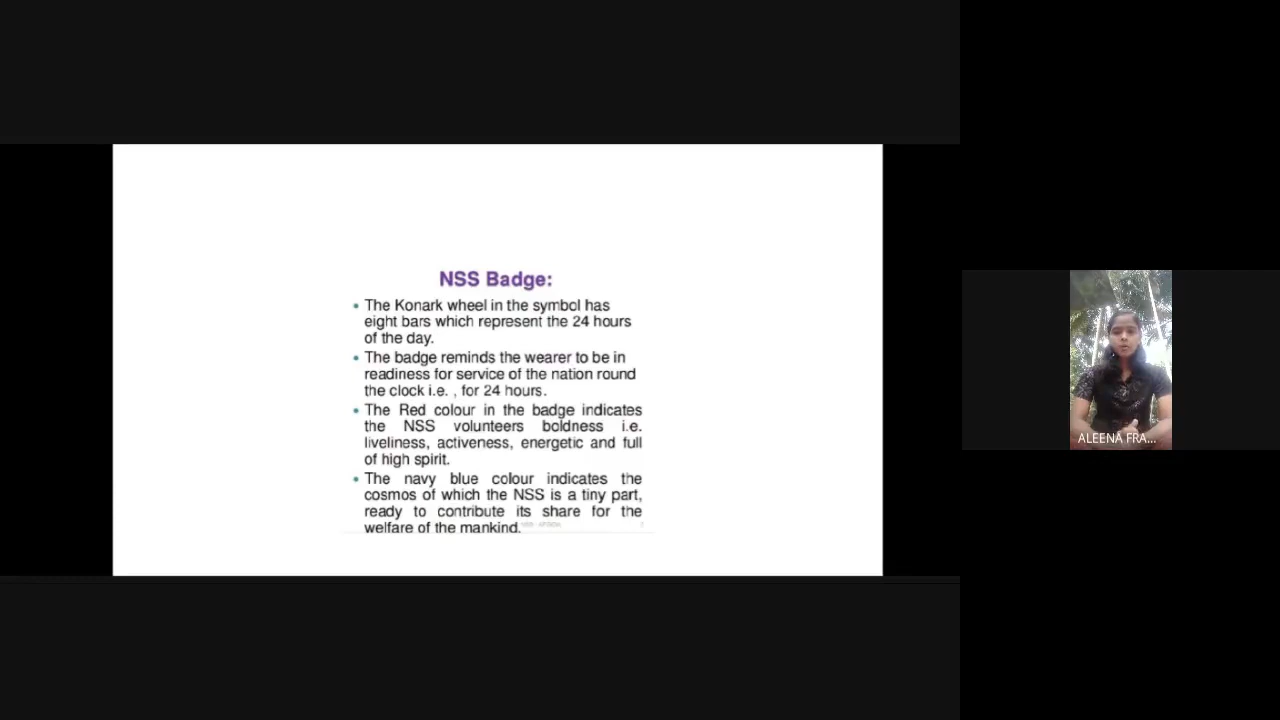 NSS Badge:
• The Konark wheel in the symbol has
eight bars which represent the 24 hours
of the day.
• The badge reminds the wearer to be in
readiness for service of the nation round
the clock i.e. , for 24 hours.
• The Red colour in the badge indicates
the NSS volunteers boldness i.e.
liveliness, activeness, energetic and full
of high spirit.
• The navy blue colour indicates the
cosmos of which the NSS is a tiny part,
ready to contribute its share for the
welfare of the mankind.
ALEENA FRA...